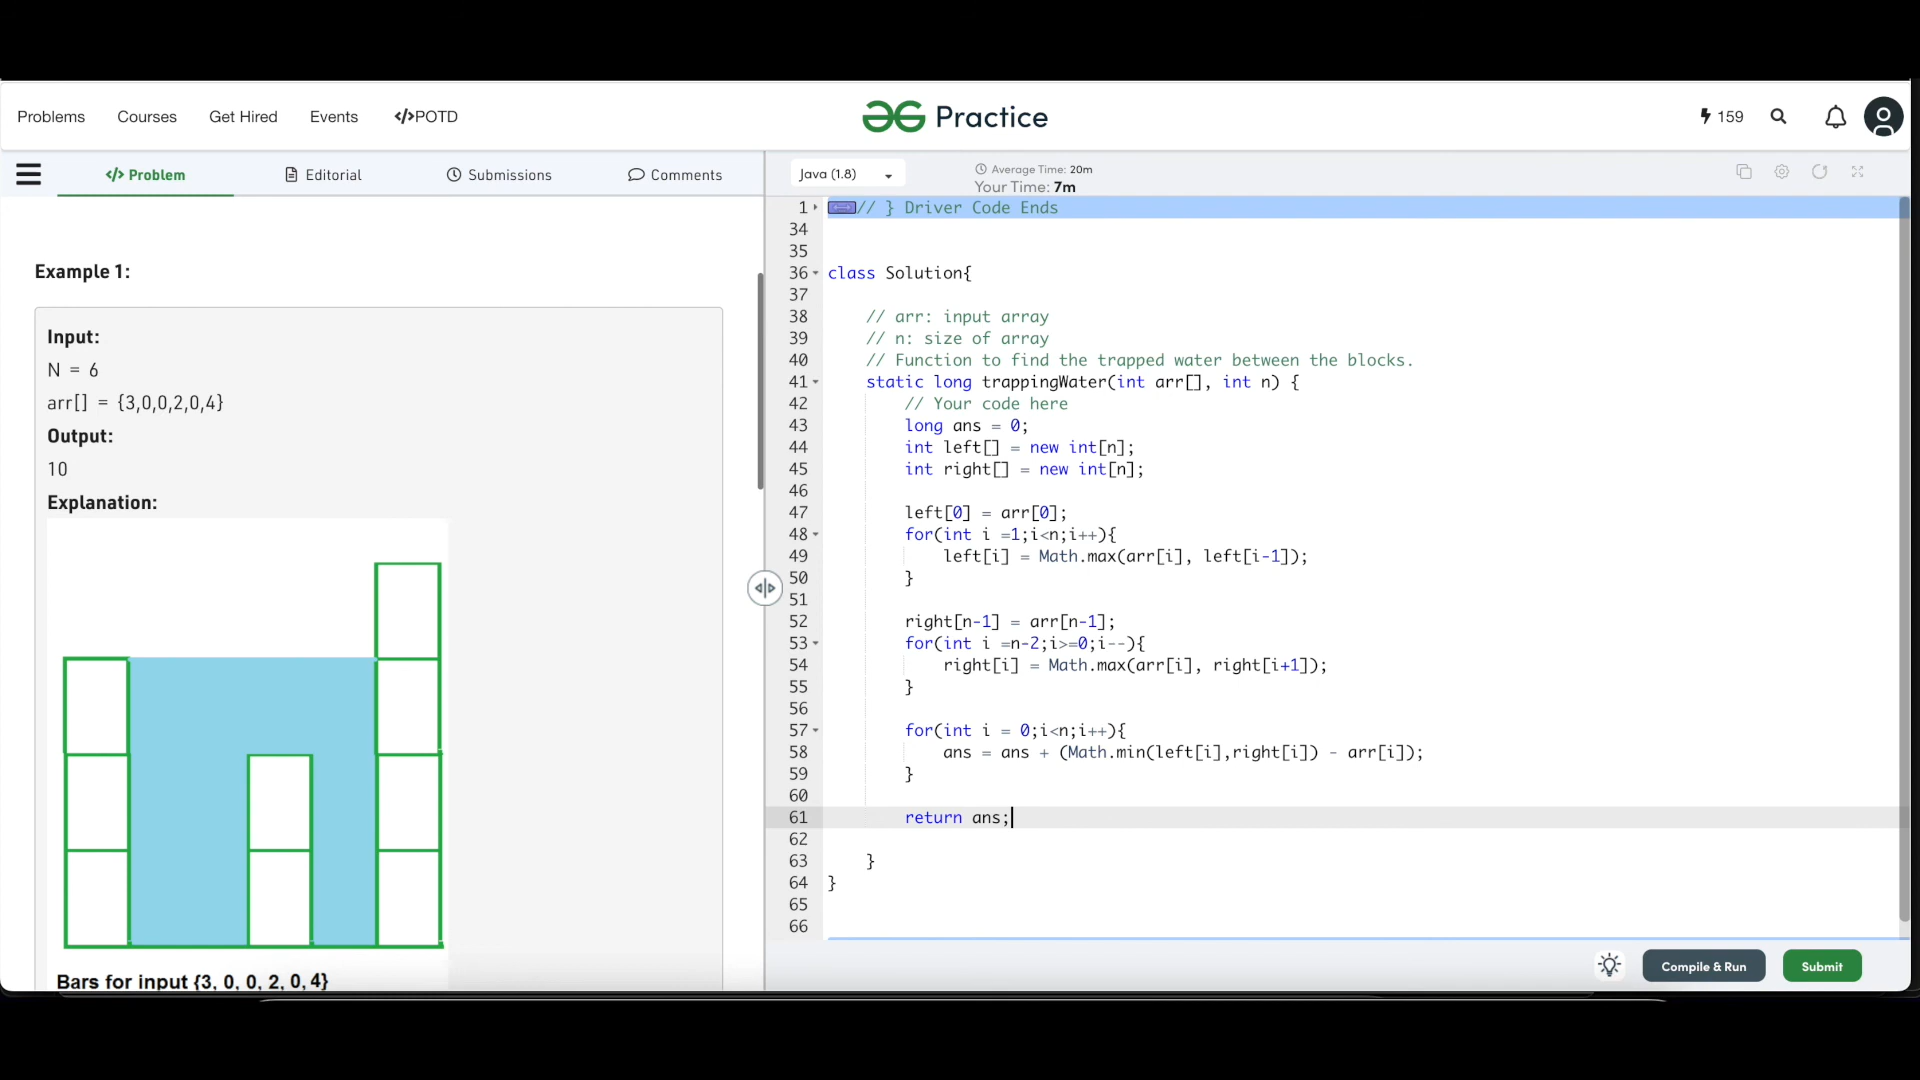 Problems Courses Get Hired Events </>POTD
Practice
159
</> Problem Editorial Submissions Comments
Java (1.8)
Average Time: 20m
Your Time: 7m
Example 1:
Input:
N = 6
arr[] = {3,0,0,2,0,4}
Output:
10
Explanation:
Bars for input {3, 0, 0, 2, 0, 4}
1 // } Driver Code Ends
34
35
36 class Solution{
37
38 // arr: input array
39 // n: size of array
40 // Function to find the trapped water between the blocks.
41 static long trappingWater(int arr[], int n) {
42 // Your code here
43 long ans = 0;
44 int left[] = new int[n];
45 int right[] = new int[n];
46
47 left[0] = arr[0];
48 for(int i =1;i<n;i++){
49 left[i] = Math.max(arr[i], left[i-1]);
50 }
51
52 right[n-1] = arr[n-1];
53 for(int i =n-2;i>=0;i--){
54 right[i] = Math.max(arr[i], right[i+1]);
55 }
56
57 for(int i = 0;i<n;i++){
58 ans = ans + (Math.min(left[i],right[i]) - arr[i]);
59 }
60
61 return ans;
62
63 }
64 }
65
66
Compile & Run Submit